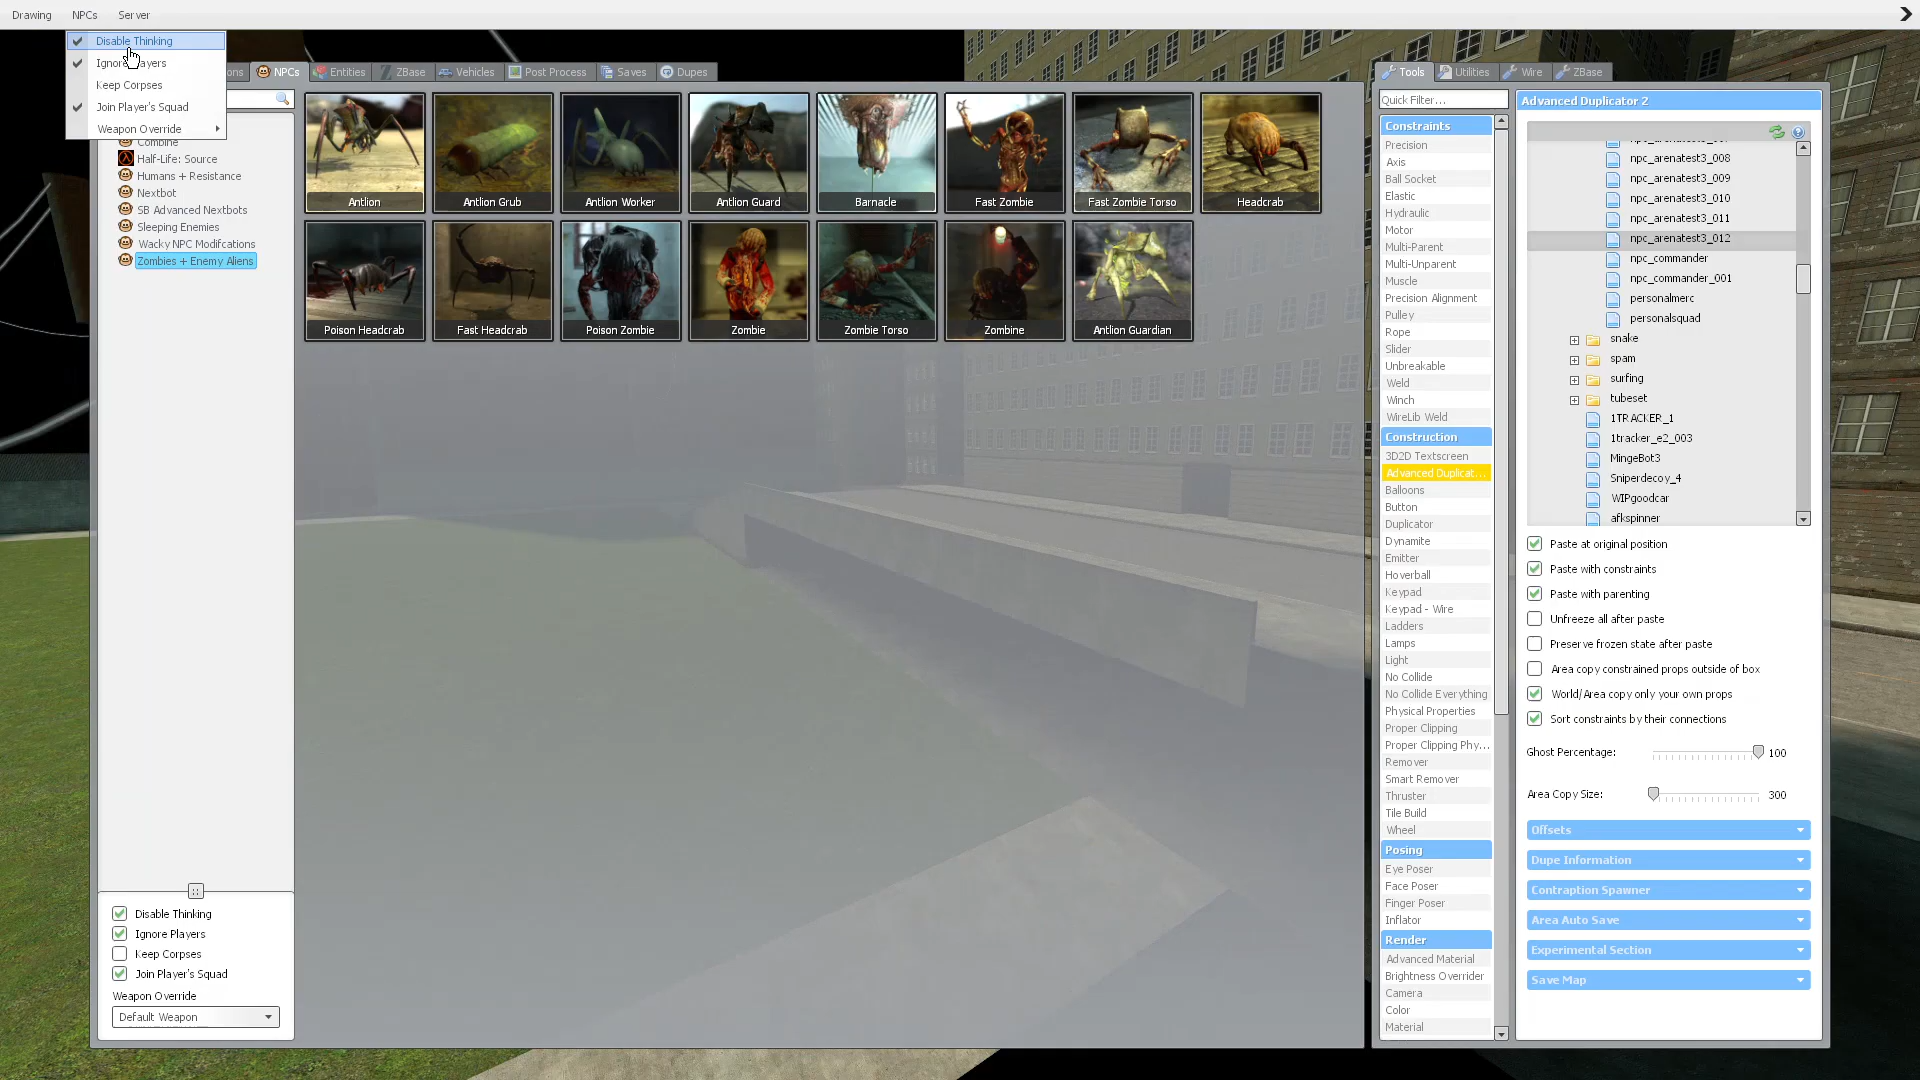 Drawing NPCs Server
Disable Thinking
Ignore Players
Keep Corpses
Join Player's Squad
Weapon Override
NPCs Entities ZBase Vehicles Post Process Saves Dupes
Combine
Half-Life: Source
Humans + Resistance
Nextbot
SB Advanced Nextbots
Sleeping Enemies
Wacky NPC Modifcations
Zombies + Enemy Aliens
Antlion Antlion Grub Antlion Worker Antlion Guard Barnacle Fast Zombie Fast Zombie Torso Headcrab
Poison Headcrab Fast Headcrab Poison Zombie Zombie Zombie Torso Zombine Antlion Guardian
Disable Thinking
Ignore Players
Keep Corpses
Join Player's Squad
Weapon Override
Default Weapon
Tools Utilities Wire ZBase
Quick Filter...
Constraints
Precision
Axis
Ball Socket
Elastic
Hydraulic
Motor
Multi-Parent
Multi-Unparent
Muscle
Precision Alignment
Pulley
Rope
Slider
Unbreakable
Weld
Winch
WireLib Weld
Construction
3D2D Textscreen
Advanced Duplicat...
Balloons
Button
Duplicator
Dynamite
Emitter
Hoverball
Keypad
Keypad - Wire
Ladders
Lamps
Light
No Collide
No Collide Everything
Physical Properties
Proper Clipping
Proper Clipping Phy...
Remover
Smart Remover
Thruster
Tile Build
Wheel
Posing
Eye Poser
Face Poser
Finger Poser
Inflator
Render
Advanced Material
Brightness Overrider
Camera
Color
Material
Advanced Duplicator 2
npc_arenatest3_008
npc_arenatest3_009
npc_arenatest3_010
npc_arenatest3_011
npc_arenatest3_012
npc_commander
npc_commander_001
personalmerc
personalsquad
snake
spam
surfing
tubeset
1TRACKER_1
1tracker_e2_003
MingeBot3
Sniperdecoy_4
WIPgoodcar
afkspinner
Paste at original position
Paste with constraints
Paste with parenting
Unfreeze all after paste
Preserve frozen state after paste
Area copy constrained props outside of box
World/Area copy only your own props
Sort constraints by their connections
Ghost Percentage: 100
Area Copy Size: 300
Offsets
Dupe Information
Contraption Spawner
Area Auto Save
Experimental Section
Save Map